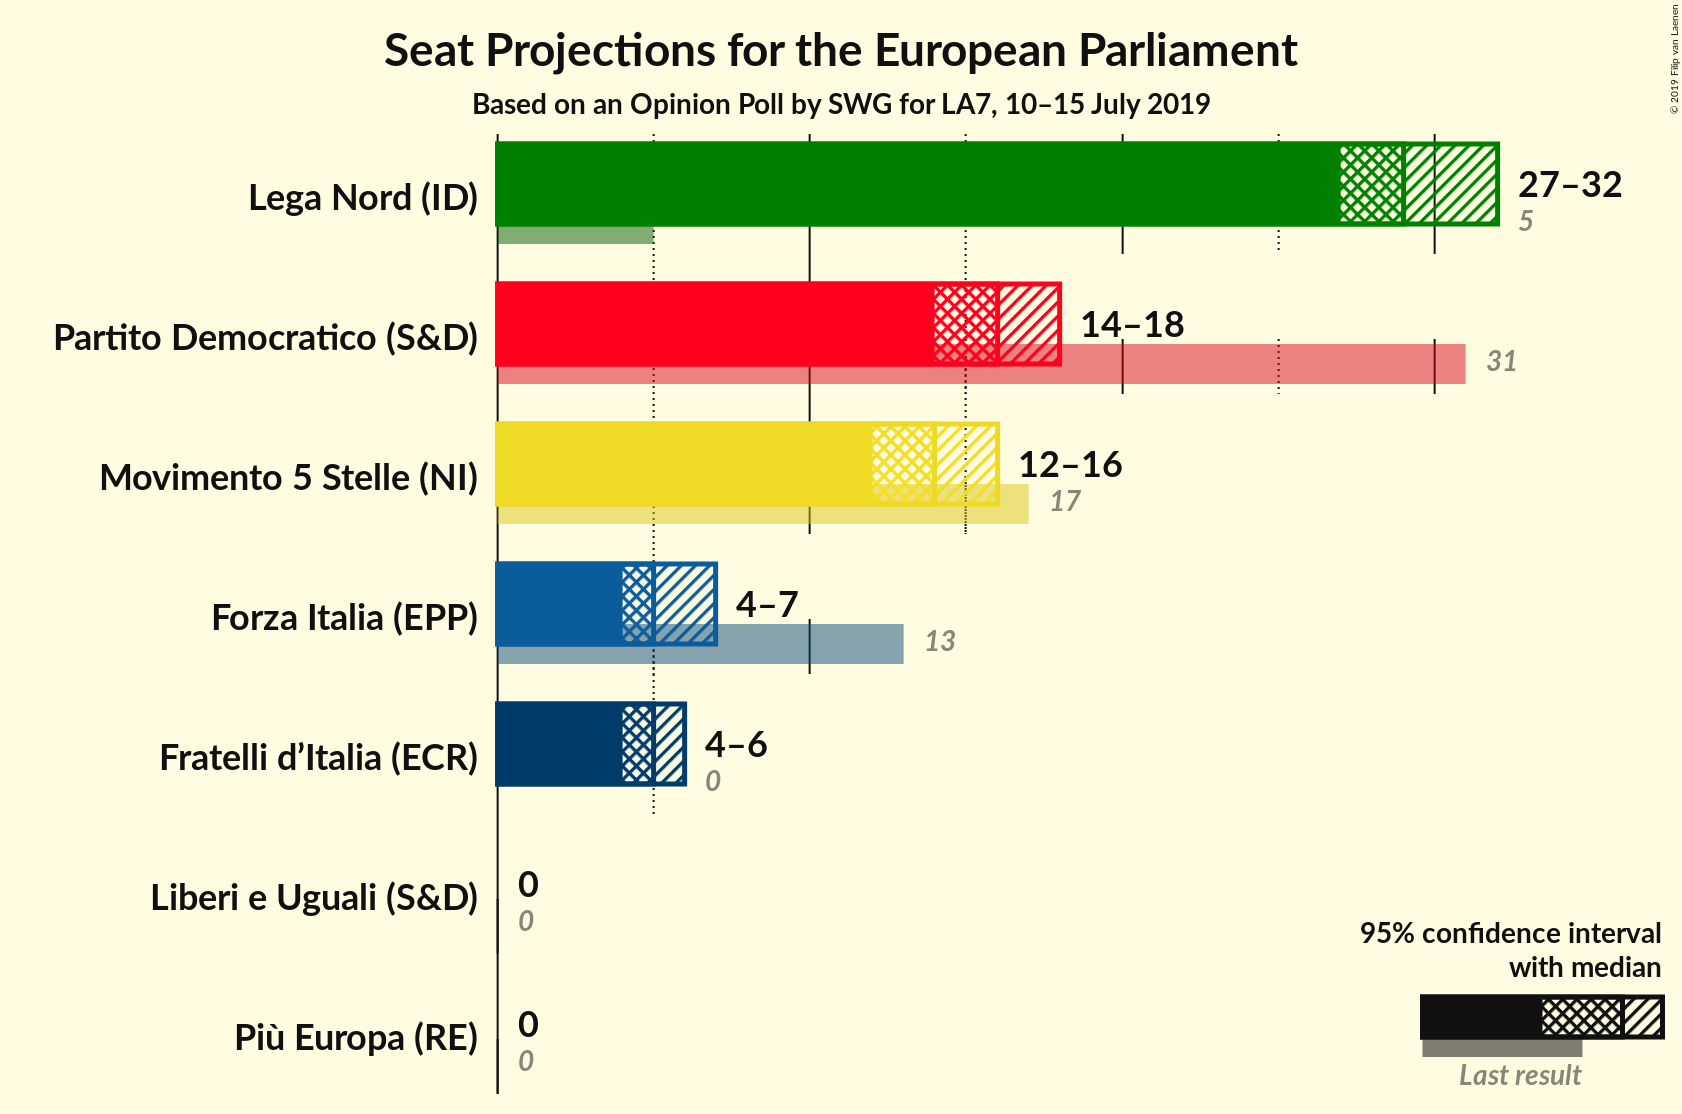 Seat Projections for the European Parliament
Based on an Opinion Poll by SWG for LA7, 10–15 July 2019
© 2019 Filip van Laenen
Lega Nord (ID)
27–32
5
Partito Democratico (S&D)
14–18
31
Movimento 5 Stelle (NI)
12–16
17
Forza Italia (EPP)
4–7
13
Fratelli d’Italia (ECR)
4–6
0
Liberi e Uguali (S&D)
0
0
Più Europa (RE)
0
0
95% confidence interval
with median
Last result